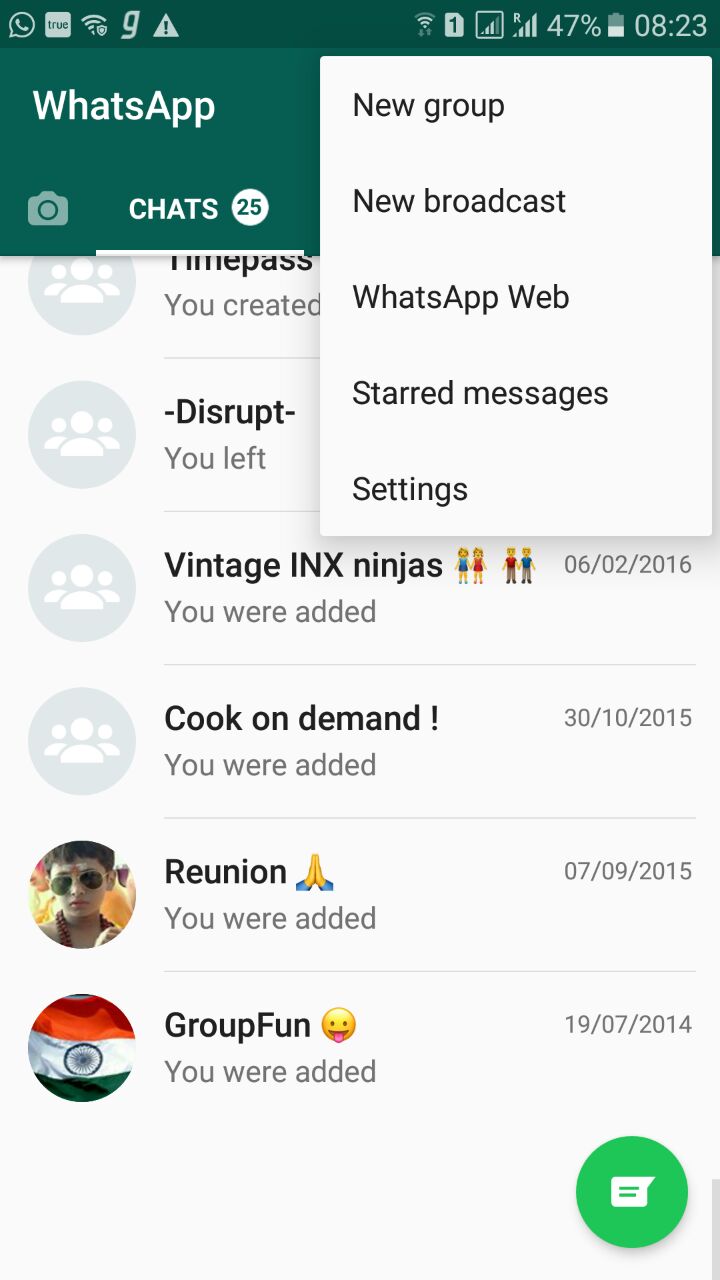 true
g
1
R
47%
08:23
WhatsApp
New group
New broadcast
WhatsApp Web
Starred messages
Settings
CHATS 25
Timepass
You created
-Disrupt-
You left
Vintage INX ninjas 👭 👬 06/02/2016
You were added
Cook on demand ! 30/10/2015
You were added
Reunion 🙏 07/09/2015
You were added
GroupFun 😛 19/07/2014
You were added